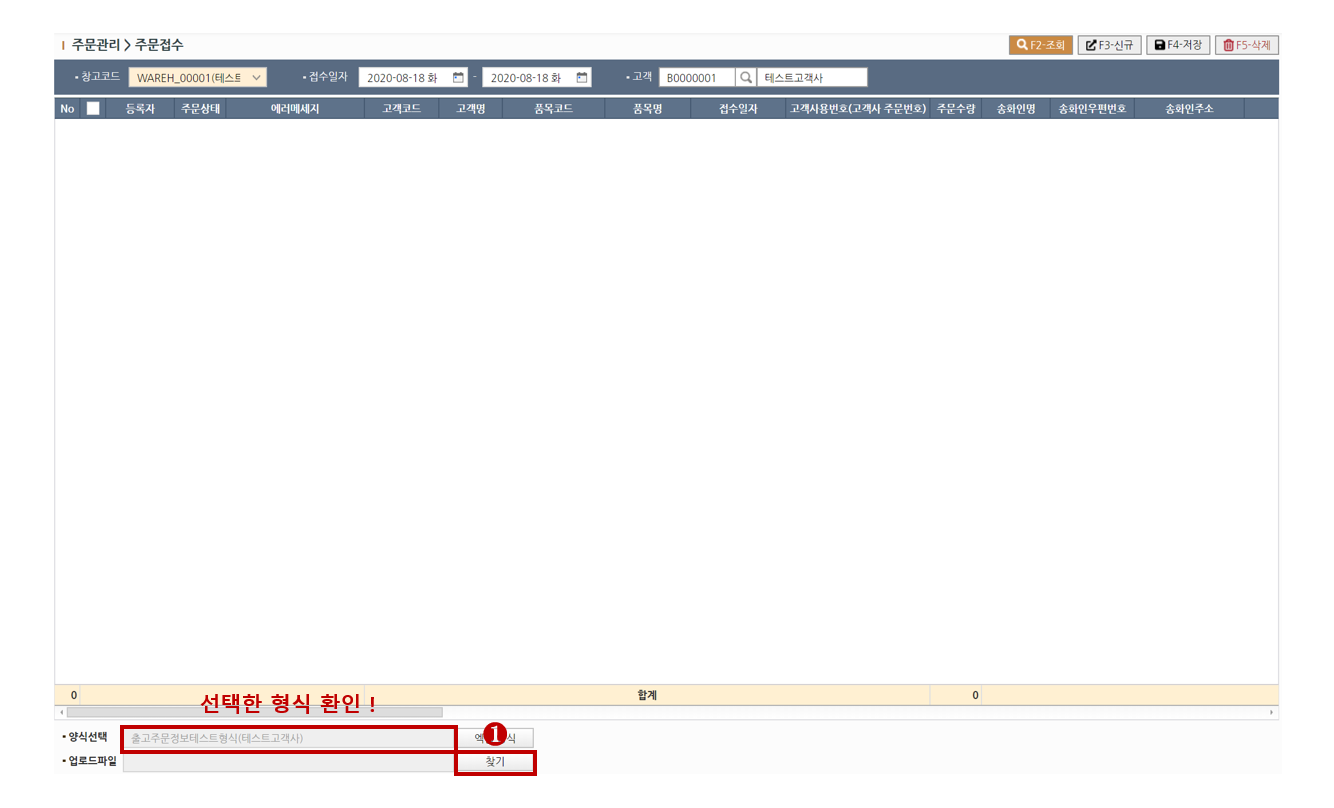 주문관리 > 주문접수
F2-조회 F3-신규 F4-저장 F5-삭제
창고코드 WAREH_00001(테스트 접수일자 2020-08-18 화 - 2020-08-18 화 고객 B0000001 테스트고객사
No 등록자 주문상태 에러메세지 고객코드 고객명 품목코드 품목명 접수일자 고객사용번호(고객사 주문번호) 주문수량 송화인명 송화인우편번호 송화인주소
0 합계 0
선택한 형식 확인 !
양식선택 출고주문정보테스트형식(테스트고객사) 1
업로드파일 찾기